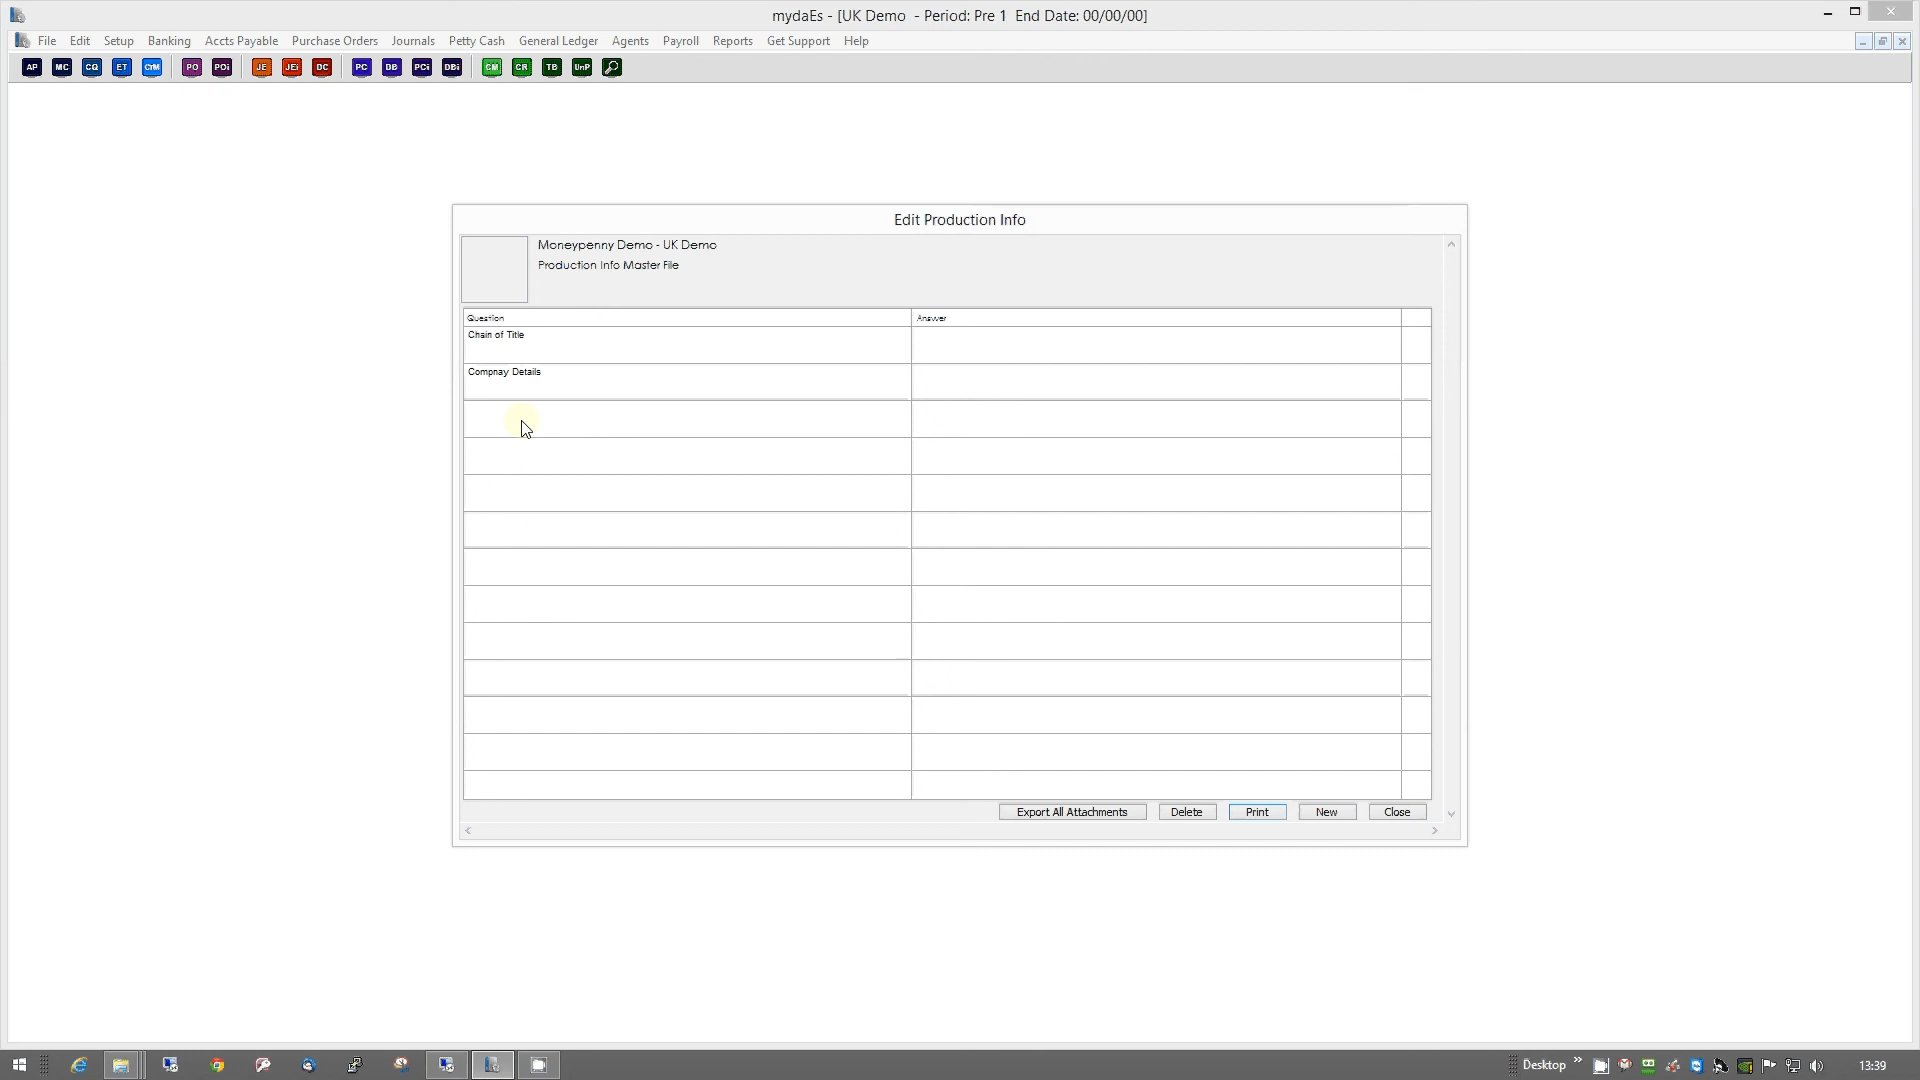 mydaEs - [UK Demo - Period: Pre 1 End Date: 00/00/00]
File Edit Setup Banking Accts Payable Purchase Orders Journals Petty Cash General Ledger Agents Payroll Reports Get Support Help
AP MC CQ ET CrM PO POi JE JEi DC PC DB PCi DBi CM CR TB UnP
Edit Production Info
Moneypenny Demo - UK Demo
Production Info Master File
Question Answer
Chain of Title
Compnay Details
Export All Attachments Delete Print New Close
Desktop 13:39